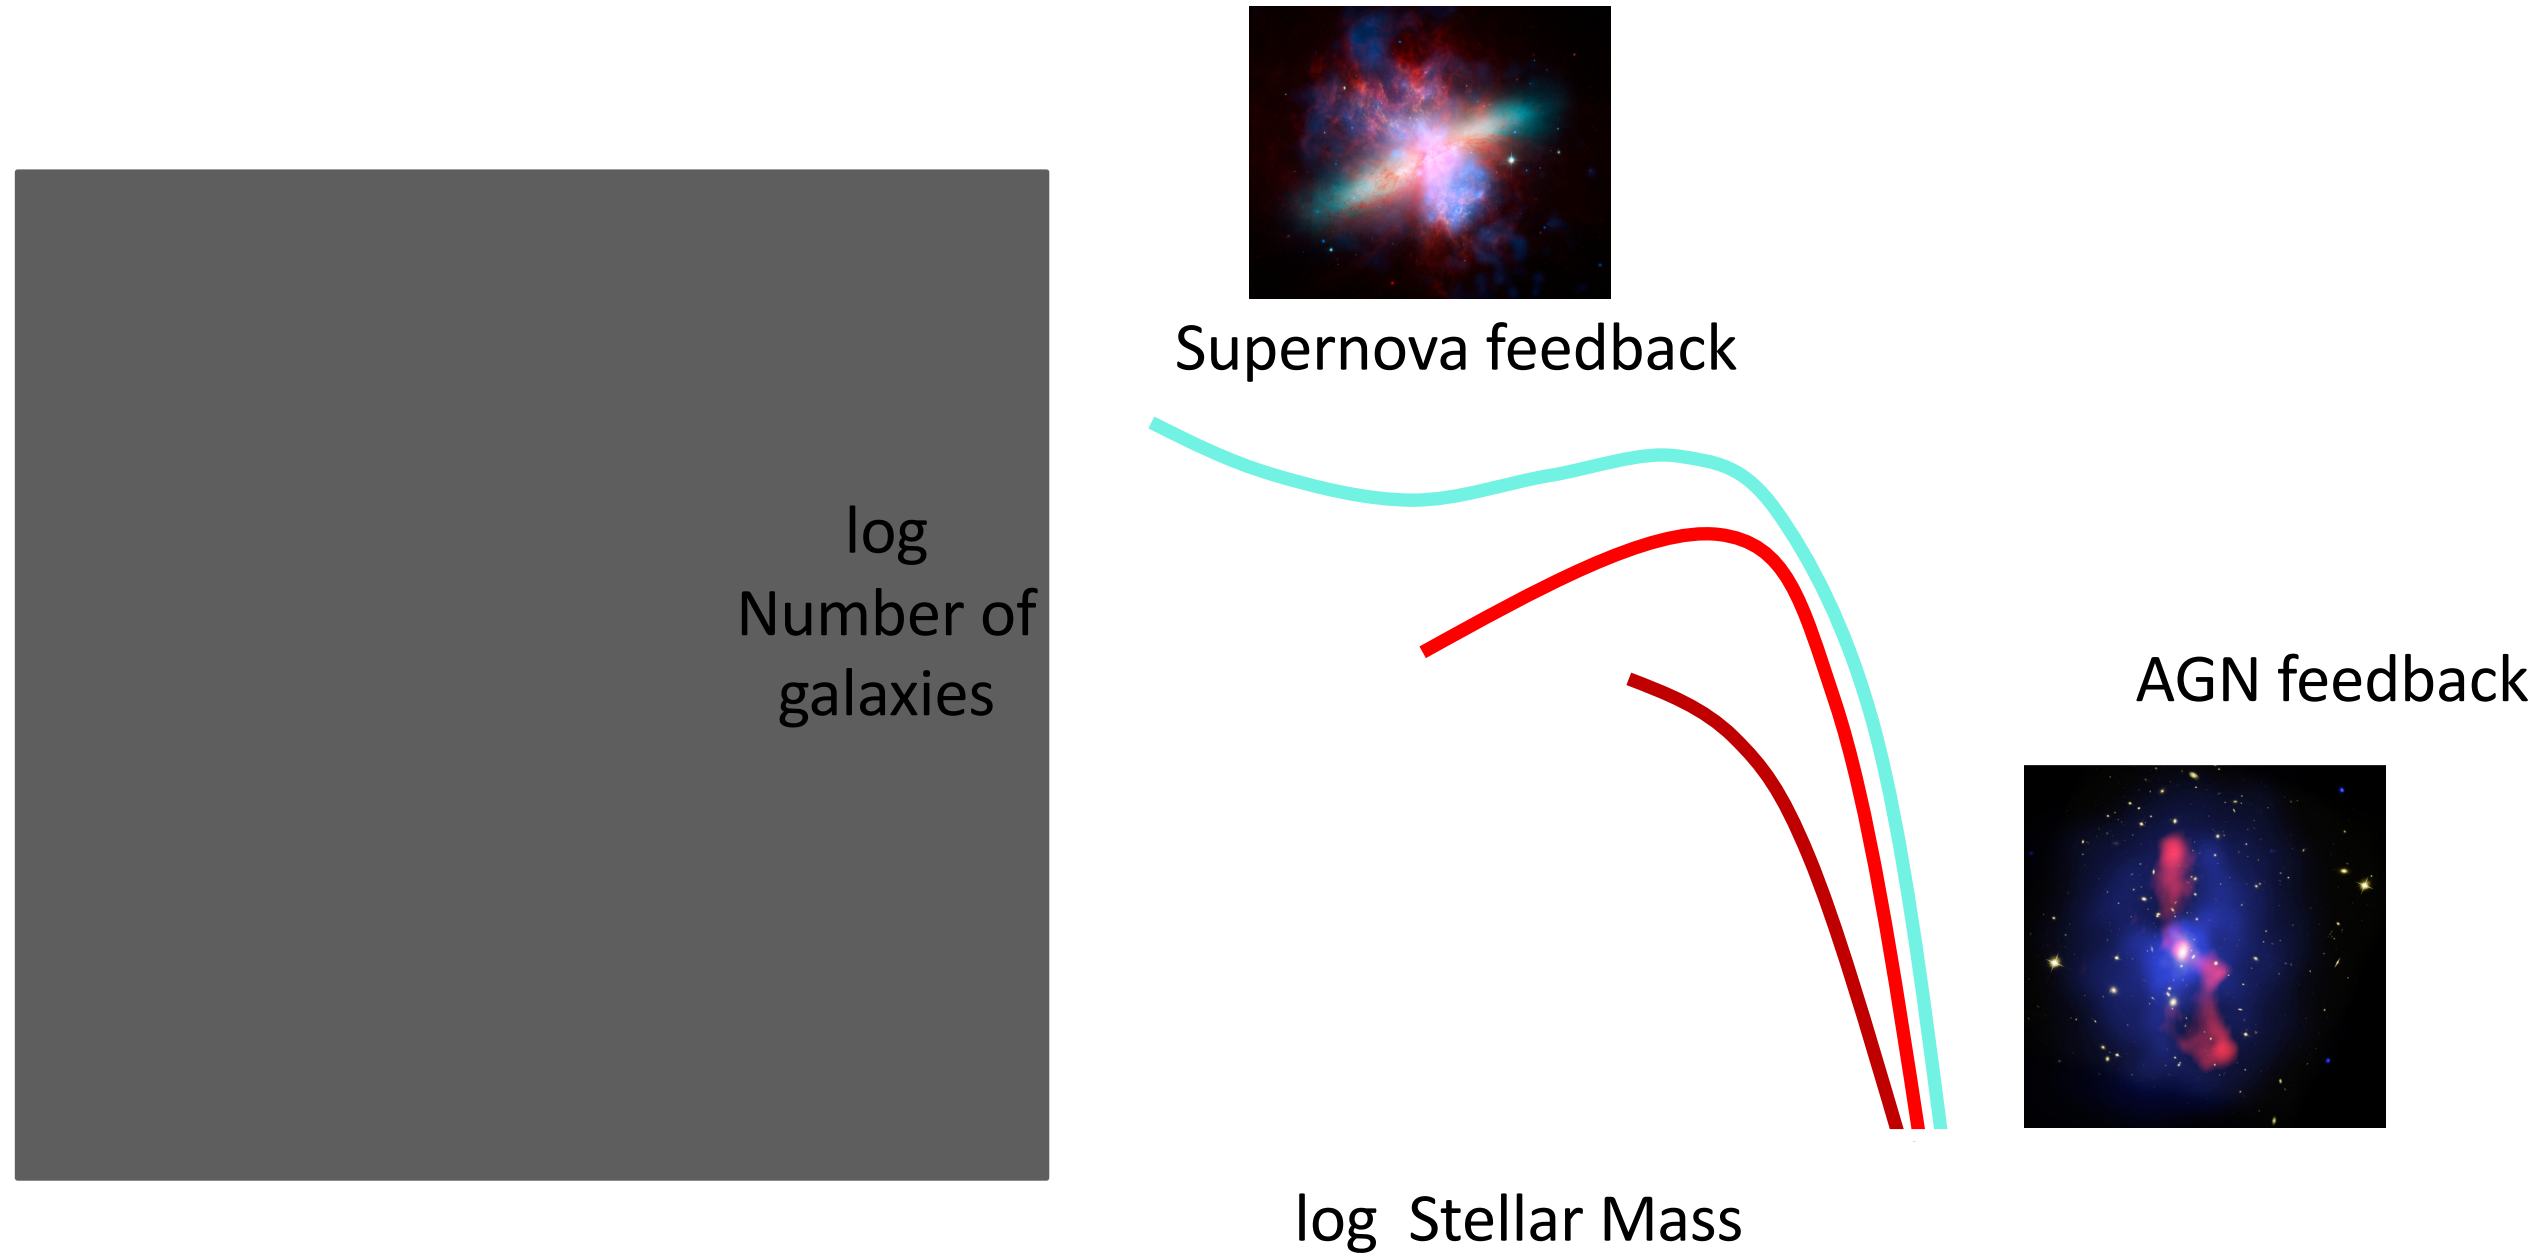 Supernova feedback
log
Number of
galaxies
AGN feedback
log Stellar Mass